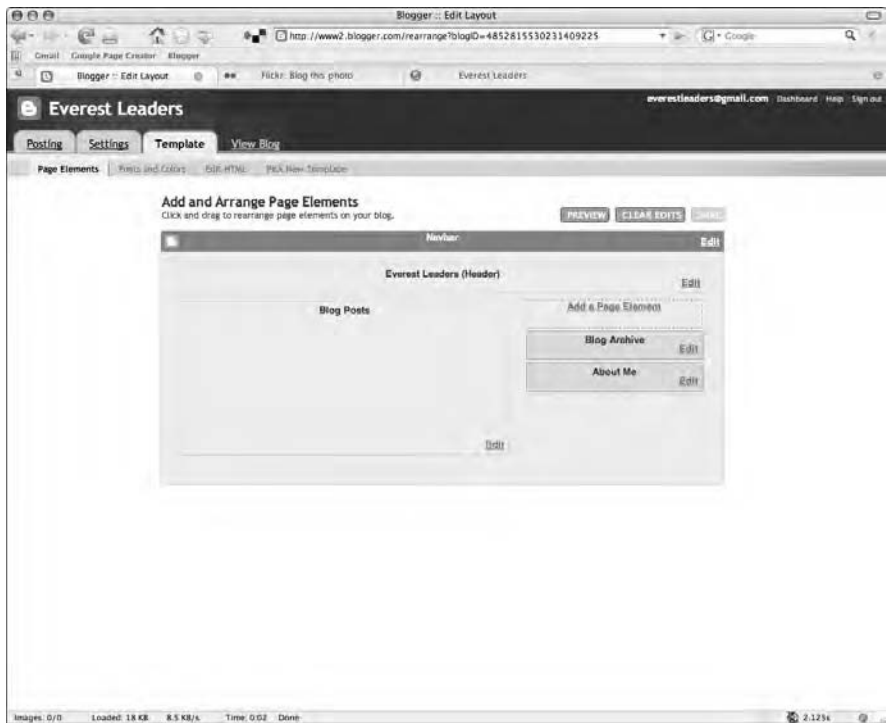 Blogger :: Edit Layout
http://www2.blogger.com/rearrange?blogID=4852815530231409225
G Google
Gmail Google Page Creator Blogger
Blogger :: Edit Layout Flickr: Blog this photo Everest Leaders
everestleaders@gmail.com Dashboard Help Sign out
Everest Leaders
Posting Settings Template View Blog
Page Elements Fonts and Colors Edit HTML Pick New Template
Add and Arrange Page Elements
Click and drag to rearrange page elements on your blog.
PREVIEW CLEAR EDITS SAVE
Navbar
Edit
Everest Leaders (Header)
Edit
Blog Posts
Edit
Add a Page Element
Blog Archive
Edit
About Me
Edit
Images: 0/0 Loaded: 18 KB 8.5 KB/s Time: 0:02 Done 2.125s